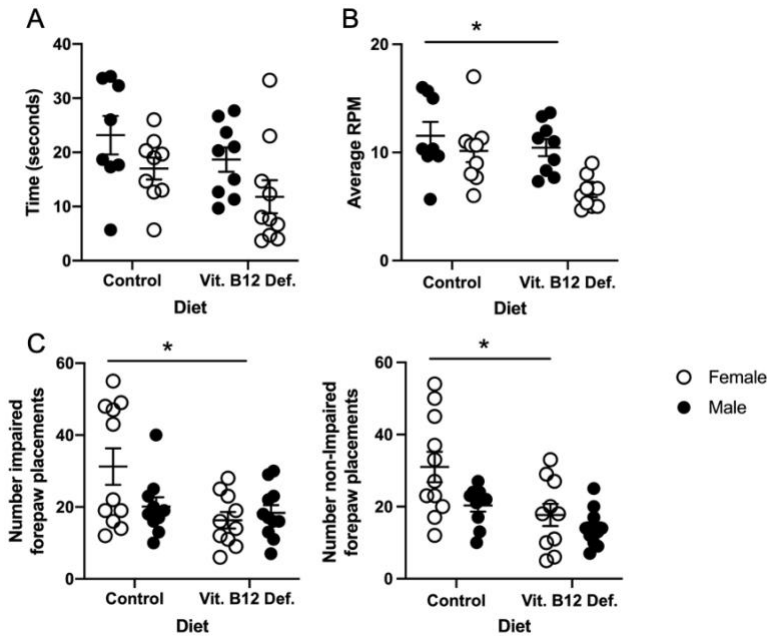 A
Time (seconds)
40
30
20
10
0
Control
Vit. B12 Def.
Diet
B
*
Average RPM
20
10
0
Control
Vit. B12 Def.
Diet
C
*
Number impaired
forepaw placements
60
40
20
0
Control
Vit. B12 Def.
Diet
*
Number non-Impaired
forepaw placements
60
40
20
0
Control
Vit. B12 Def.
Diet
Female
Male